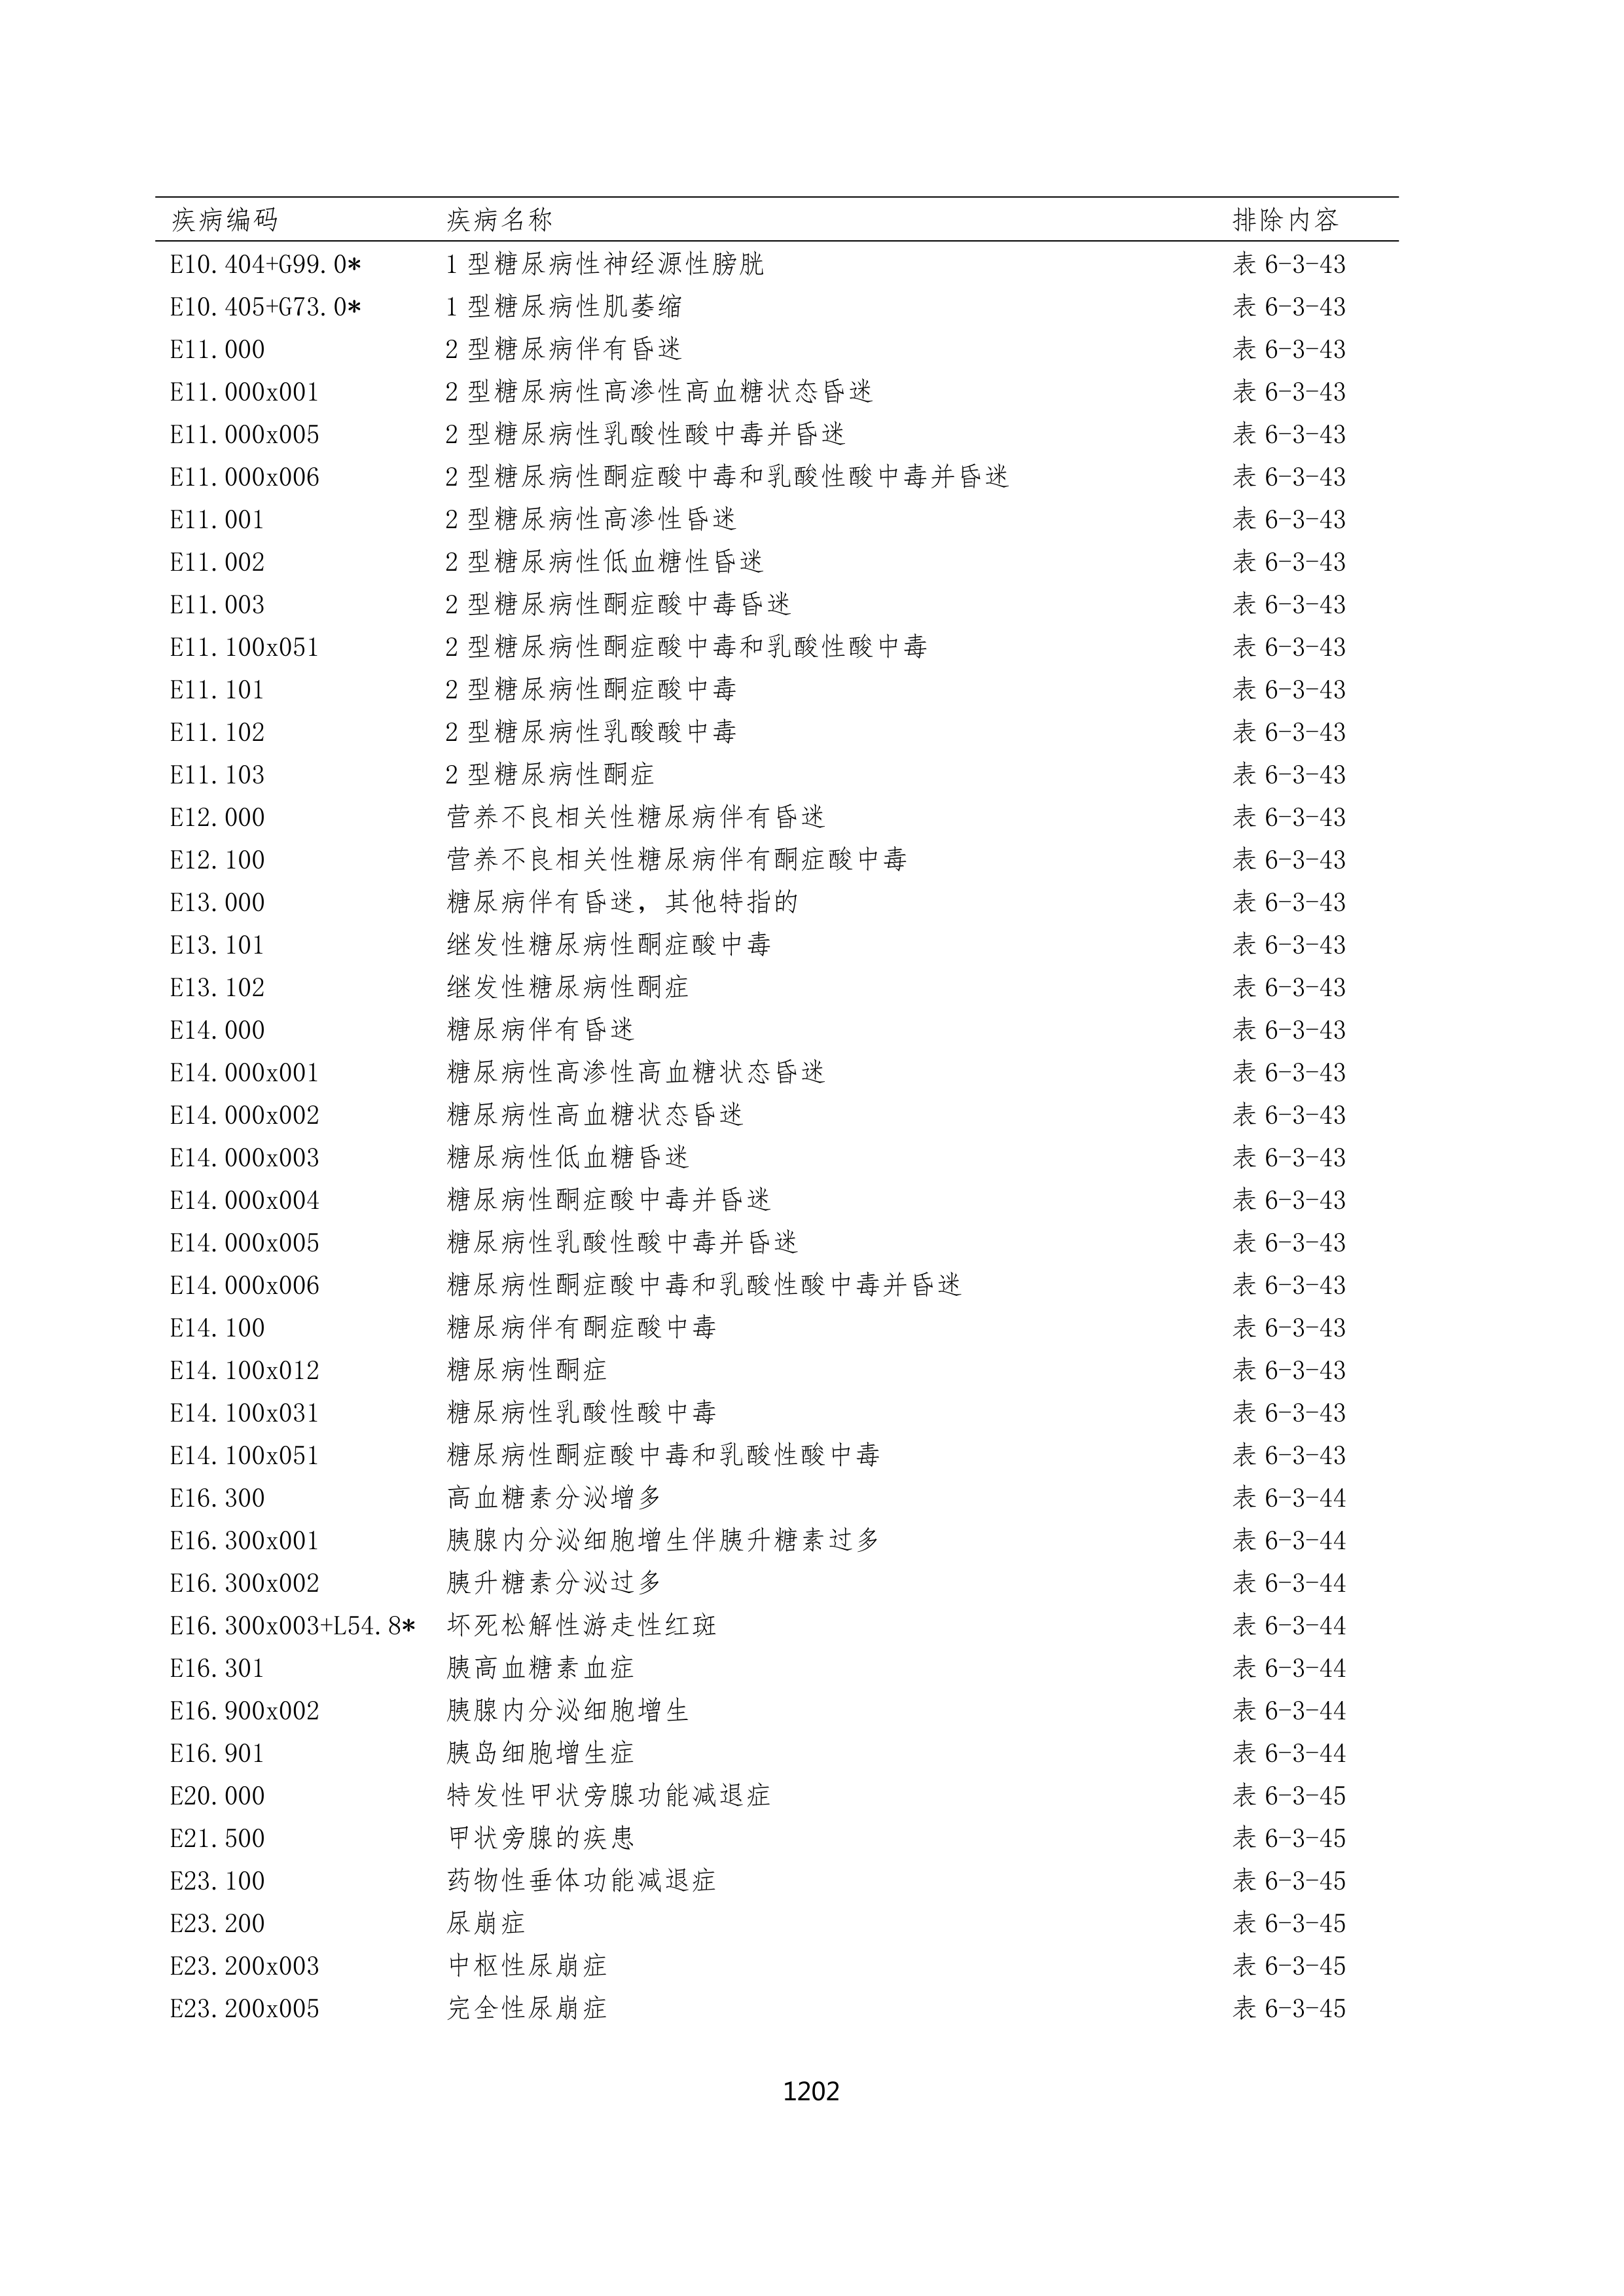 疾病编码 疾病名称 排除内容
E10.404+G99.0* 1 型糖尿病性神经源性膀胱 表 6-3-43
E10.405+G73.0* 1 型糖尿病性肌萎缩 表 6-3-43
E11.000 2 型糖尿病伴有昏迷 表 6-3-43
E11.000x001 2 型糖尿病性高渗性高血糖状态昏迷 表 6-3-43
E11.000x005 2 型糖尿病性乳酸性酸中毒并昏迷 表 6-3-43
E11.000x006 2 型糖尿病性酮症酸中毒和乳酸性酸中毒并昏迷 表 6-3-43
E11.001 2 型糖尿病性高渗性昏迷 表 6-3-43
E11.002 2 型糖尿病性低血糖性昏迷 表 6-3-43
E11.003 2 型糖尿病性酮症酸中毒昏迷 表 6-3-43
E11.100x051 2 型糖尿病性酮症酸中毒和乳酸性酸中毒 表 6-3-43
E11.101 2 型糖尿病性酮症酸中毒 表 6-3-43
E11.102 2 型糖尿病性乳酸酸中毒 表 6-3-43
E11.103 2 型糖尿病性酮症 表 6-3-43
E12.000 营养不良相关性糖尿病伴有昏迷 表 6-3-43
E12.100 营养不良相关性糖尿病伴有酮症酸中毒 表 6-3-43
E13.000 糖尿病伴有昏迷，其他特指的 表 6-3-43
E13.101 继发性糖尿病性酮症酸中毒 表 6-3-43
E13.102 继发性糖尿病性酮症 表 6-3-43
E14.000 糖尿病伴有昏迷 表 6-3-43
E14.000x001 糖尿病性高渗性高血糖状态昏迷 表 6-3-43
E14.000x002 糖尿病性高血糖状态昏迷 表 6-3-43
E14.000x003 糖尿病性低血糖昏迷 表 6-3-43
E14.000x004 糖尿病性酮症酸中毒并昏迷 表 6-3-43
E14.000x005 糖尿病性乳酸性酸中毒并昏迷 表 6-3-43
E14.000x006 糖尿病性酮症酸中毒和乳酸性酸中毒并昏迷 表 6-3-43
E14.100 糖尿病伴有酮症酸中毒 表 6-3-43
E14.100x012 糖尿病性酮症 表 6-3-43
E14.100x031 糖尿病性乳酸性酸中毒 表 6-3-43
E14.100x051 糖尿病性酮症酸中毒和乳酸性酸中毒 表 6-3-43
E16.300 高血糖素分泌增多 表 6-3-44
E16.300x001 胰腺内分泌细胞增生伴胰升糖素过多 表 6-3-44
E16.300x002 胰升糖素分泌过多 表 6-3-44
E16.300x003+L54.8* 坏死松解性游走性红斑 表 6-3-44
E16.301 胰高血糖素血症 表 6-3-44
E16.900x002 胰腺内分泌细胞增生 表 6-3-44
E16.901 胰岛细胞增生症 表 6-3-44
E20.000 特发性甲状旁腺功能减退症 表 6-3-45
E21.500 甲状旁腺的疾患 表 6-3-45
E23.100 药物性垂体功能减退症 表 6-3-45
E23.200 尿崩症 表 6-3-45
E23.200x003 中枢性尿崩症 表 6-3-45
E23.200x005 完全性尿崩症 表 6-3-45
1202